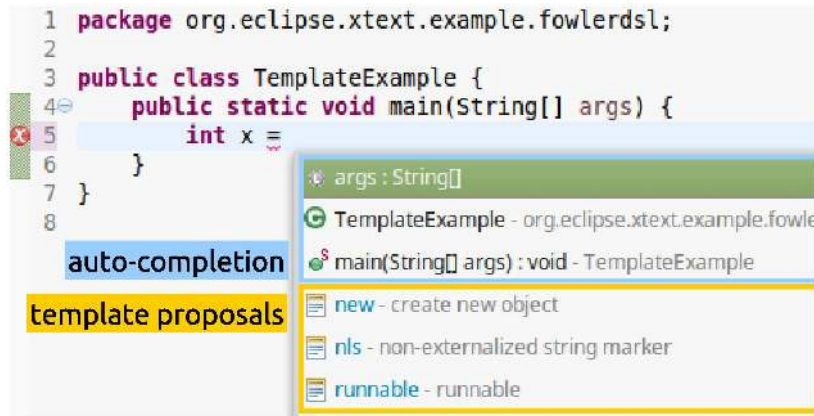 1 package org.eclipse.xtext.example.fowlerdsl;
2
3 public class TemplateExample {
4 public static void main(String[] args) {
5 int x =
6 }
7 }
8
args : String[]
TemplateExample - org.eclipse.xtext.example.fowle
main(String[] args) : void - TemplateExample
auto-completion
new - create new object
template proposals
nls - non-externalized string marker
runnable - runnable